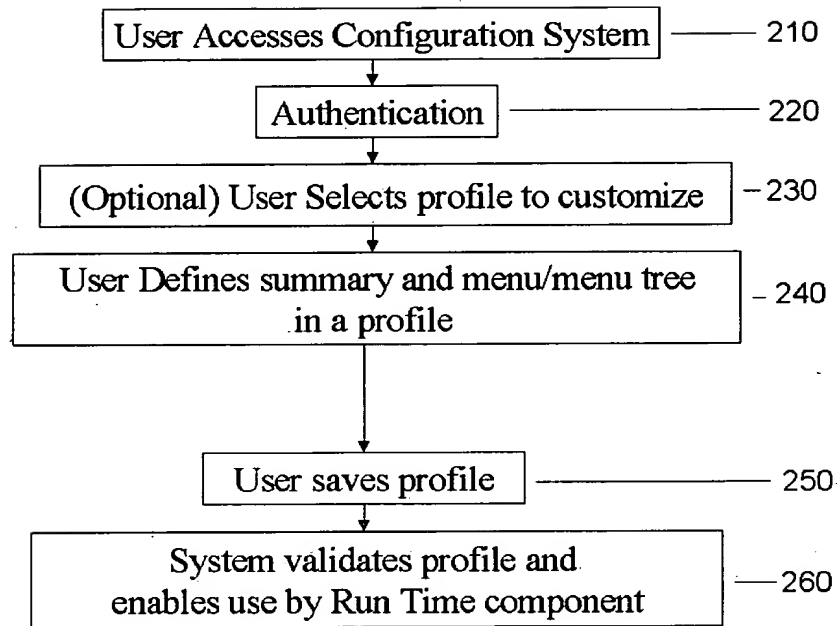 User Accesses Configuration System 210
Authentication 220
(Optional) User Selects profile to customize 230
User Defines summary and menu/menu tree
in a profile 240
User saves profile 250
System validates profile and
enables use by Run Time component 260